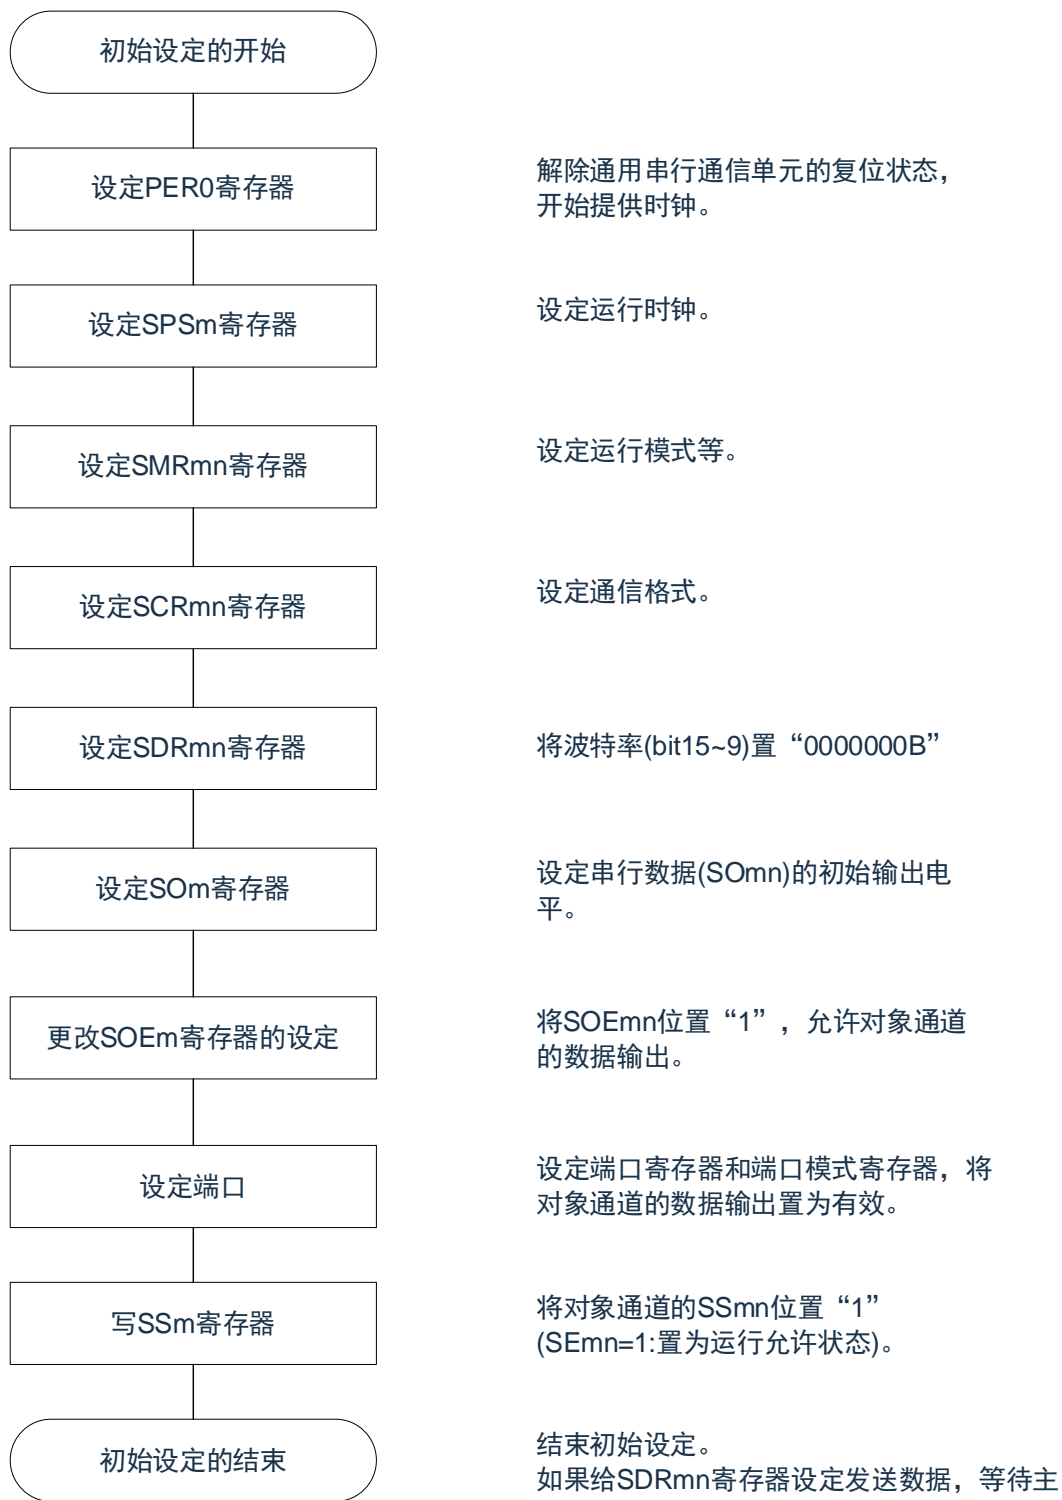 初始设定的开始
设定PER0寄存器
解除通用串行通信单元的复位状态，
开始提供时钟。
设定SPSm寄存器
设定运行时钟。
设定SMRmn寄存器
设定运行模式等。
设定SCRmn寄存器
设定通信格式。
设定SDRmn寄存器
将波特率(bit15~9)置“0000000B”
设定SOm寄存器
设定串行数据(SOmn)的初始输出电
平。
更改SOEm寄存器的设定
将SOEmn位置“1”，允许对象通道
的数据输出。
设定端口
设定端口寄存器和端口模式寄存器，将
对象通道的数据输出置为有效。
写SSm寄存器
将对象通道的SSmn位置“1”
(SEmn=1:置为运行允许状态)。
初始设定的结束
结束初始设定。
如果给SDRmn寄存器设定发送数据，等待主